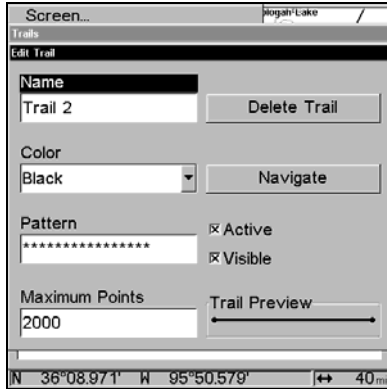 Screen...
Trails
Edit Trail
Name
Trail 2
Delete Trail
Color
Black
Navigate
Pattern
****************
Active
Visible
Maximum Points
2000
Trail Preview
N 36°08.971' W 95°50.579' ↔ 40m